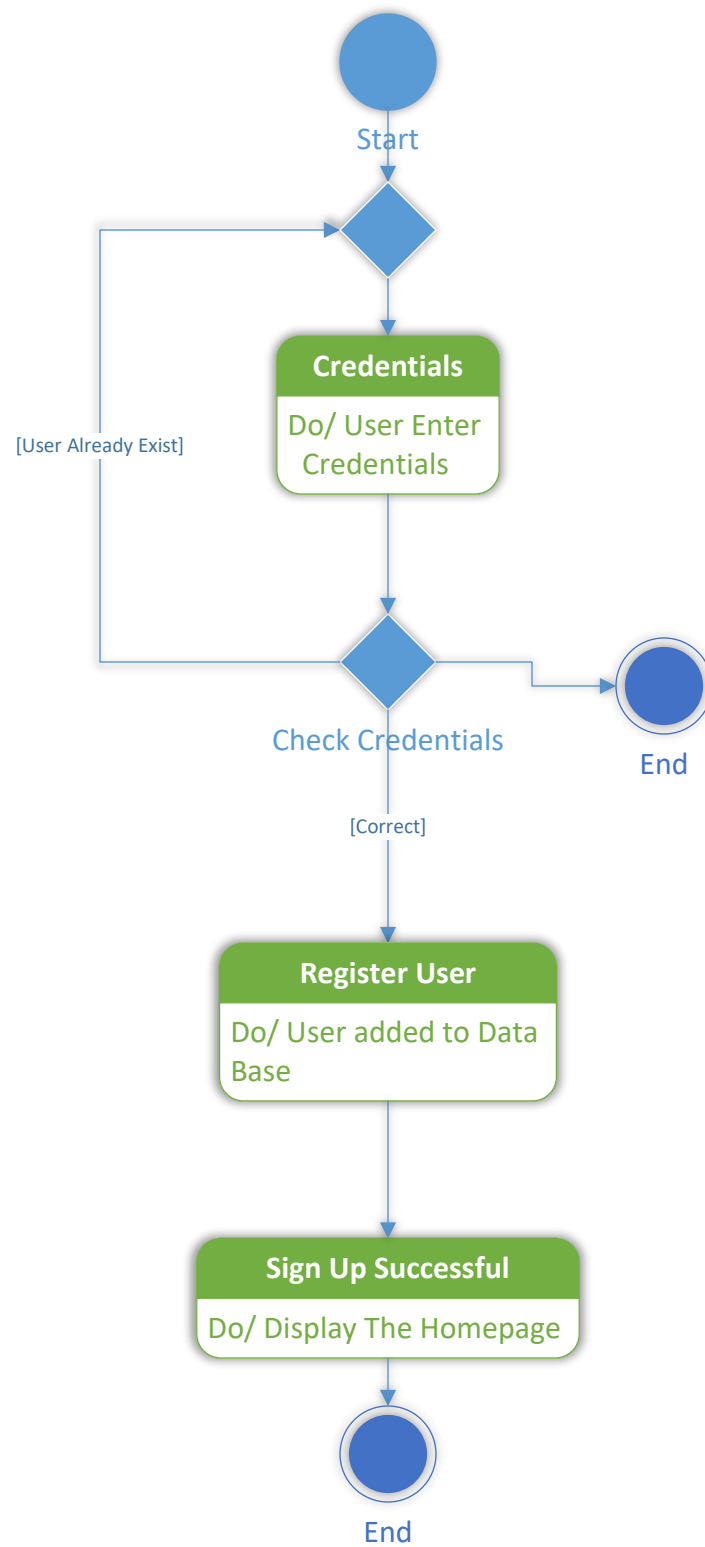 Start
Credentials
Do/ User Enter
Credentials
[User Already Exist]
Check Credentials
End
[Correct]
Register User
Do/ User added to Data
Base
Sign Up Successful
Do/ Display The Homepage
End